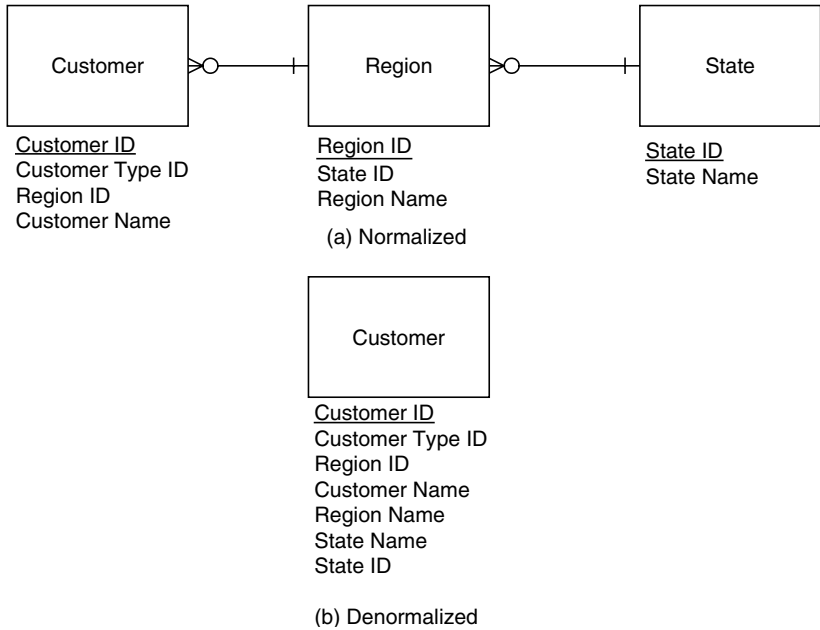 Customer
Region
State
Customer ID
Customer Type ID
Region ID
Customer Name
Region ID
State ID
Region Name
State ID
State Name
(a) Normalized
Customer
Customer ID
Customer Type ID
Region ID
Customer Name
Region Name
State Name
State ID
(b) Denormalized